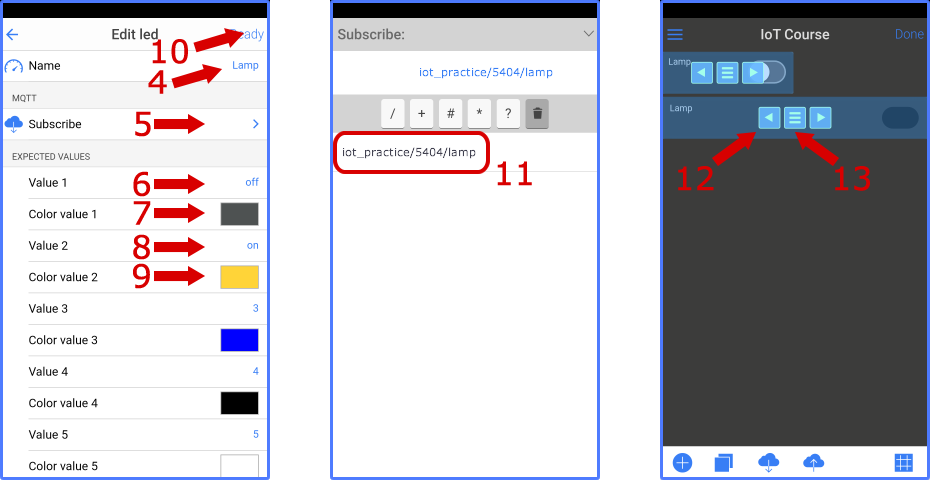 Edit led
Ready
10
Name
Lamp
4
MQTT
5
Subscribe
EXPECTED VALUES
Value 1
6
off
Color value 1
7
Value 2
8
on
Color value 2
9
Value 3
3
Color value 3
Value 4
4
Color value 4
Value 5
5
Color value 5
Subscribe:
iot_practice/5404/lamp
/ + # * ?
iot_practice/5404/lamp
11
IoT Course
Done
Lamp
Lamp
12
13